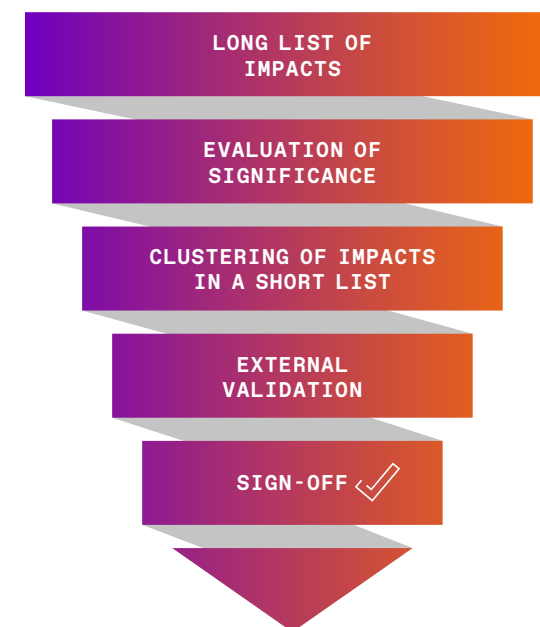 LONG LIST OF
IMPACTS
EVALUATION OF
SIGNIFICANCE
CLUSTERING OF IMPACTS
IN A SHORT LIST
EXTERNAL
VALIDATION
SIGN-OFF